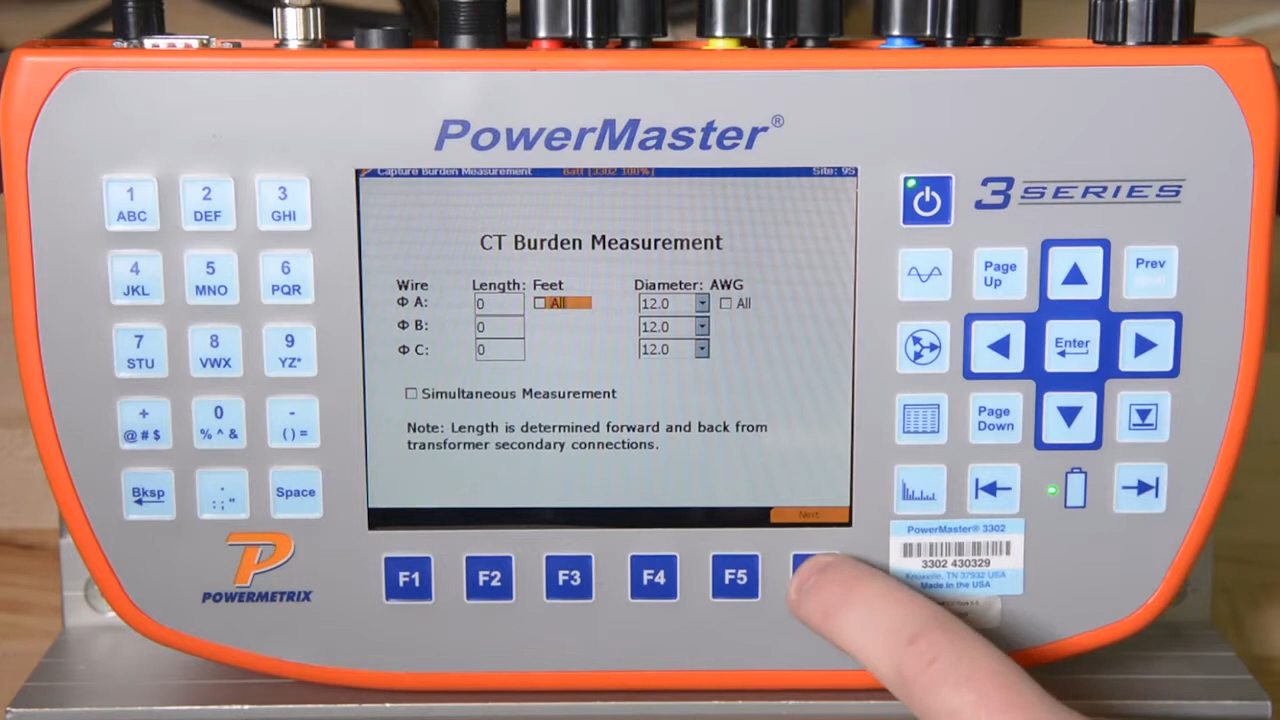 PowerMaster®
3 SERIES
Capture Burden Measurement Batt [3302 100%] Site: 9S
CT Burden Measurement
Wire Length: Feet Diameter: AWG
Φ A: 0 All 12.0 All
Φ B: 0 12.0
Φ C: 0 12.0
Simultaneous Measurement
Note: Length is determined forward and back from
transformer secondary connections.
Next
1
ABC
2
DEF
3
GHI
4
JKL
5
MNO
6
PQR
7
STU
8
VWX
9
YZ*
+
@ # $
0
% ^ & 
-
( ) =
Bksp
.
: ; "
Space
P
POWERMETRIX
F1
F2
F3
F4
F5
Page
Up
Prev
Enter
Page
Down
PowerMaster® 3302
3302 430329
Knoxville, TN 37932 USA
Made in the USA